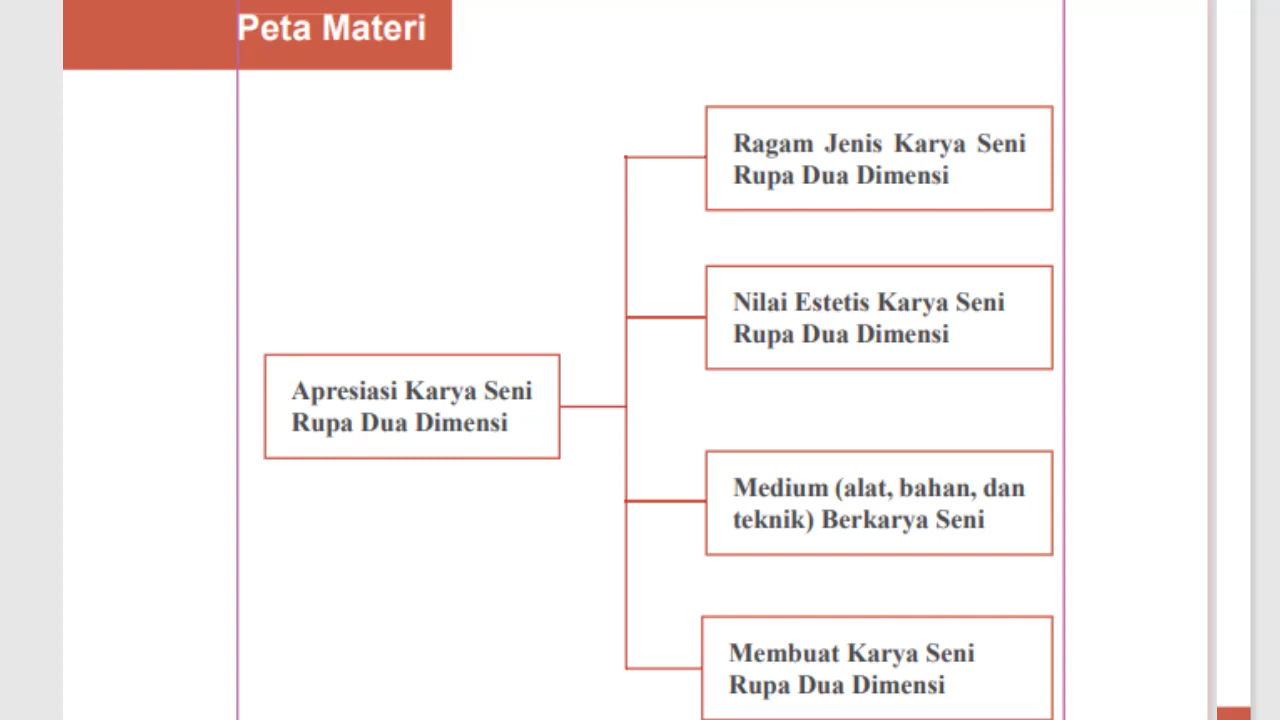 Peta Materi
Ragam Jenis Karya Seni
Rupa Dua Dimensi
Nilai Estetis Karya Seni
Rupa Dua Dimensi
Apresiasi Karya Seni
Rupa Dua Dimensi
Medium (alat, bahan, dan
teknik) Berkarya Seni
Membuat Karya Seni
Rupa Dua Dimensi